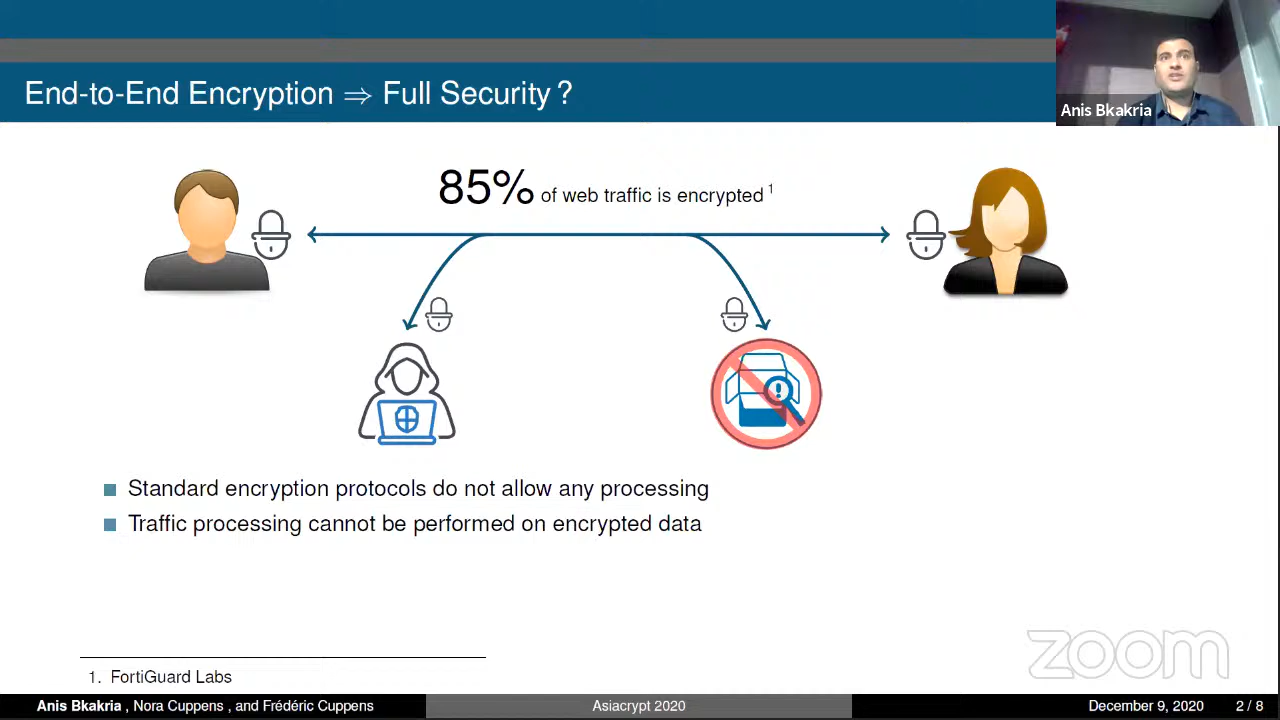 End-to-End Encryption ⇒ Full Security ?
Anis Bkakria
85% of web traffic is encrypted 1
Standard encryption protocols do not allow any processing
Traffic processing cannot be performed on encrypted data
zoom
1. FortiGuard Labs
Anis Bkakria , Nora Cuppens , and Frédéric Cuppens
Asiacrypt 2020
December 9, 2020 2 / 8